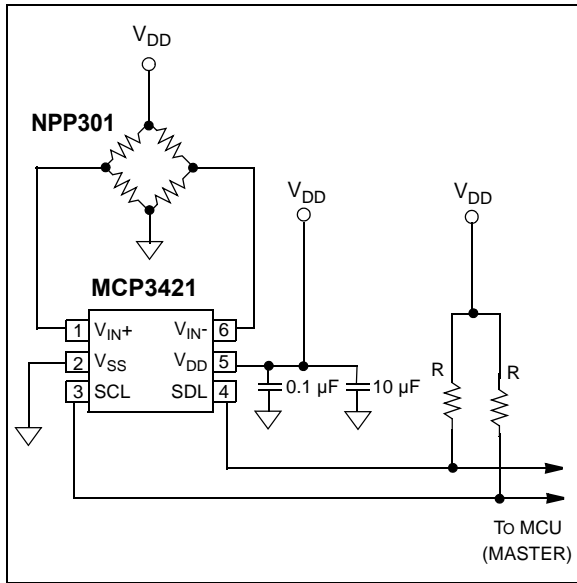 VDD
NPP301
VDD
VDD
MCP3421
1 VIN+ VIN- 6
2 VSS VDD 5
3 SCL SDL 4
0.1 µF 10 µF
R R
TO MCU
(MASTER)